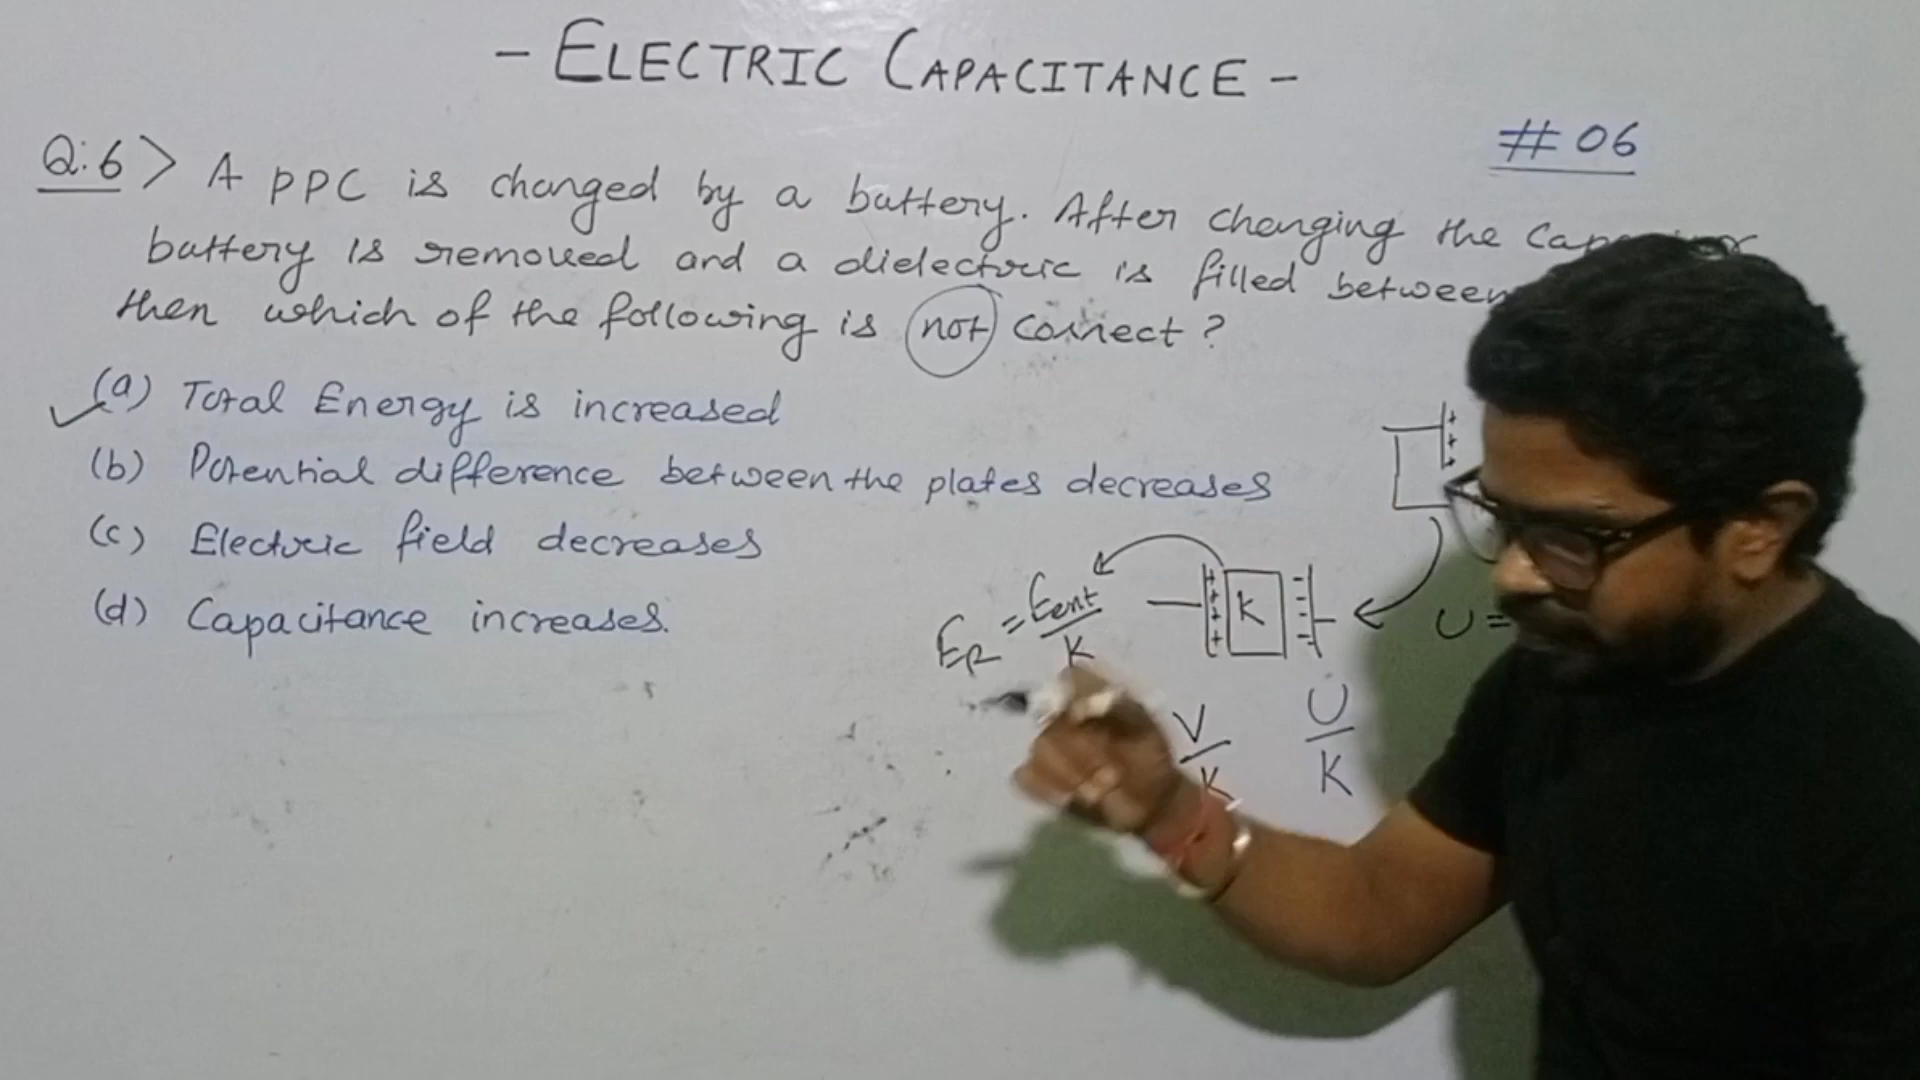 - ELECTRIC CAPACITANCE -
# 06
Q:6> A PPC is charged by a battery. After charging the
battery is removed and a dielectric is filled between
then which of the following is not correct?
(a) Total Energy is increased
(b) Potential difference between the plates decreases
(c) Electric field decreases
(d) Capacitance increases.
E_R = E_ext / K
K
U =
V / K
U / K